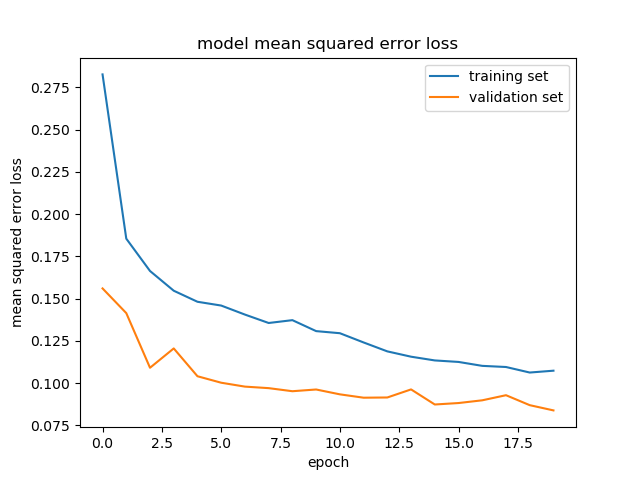 model mean squared error loss
training set
validation set
0.275
0.250
0.225
0.200
0.175
0.150
0.125
0.100
0.075
mean squared error loss
0.0 2.5 5.0 7.5 10.0 12.5 15.0 17.5
epoch